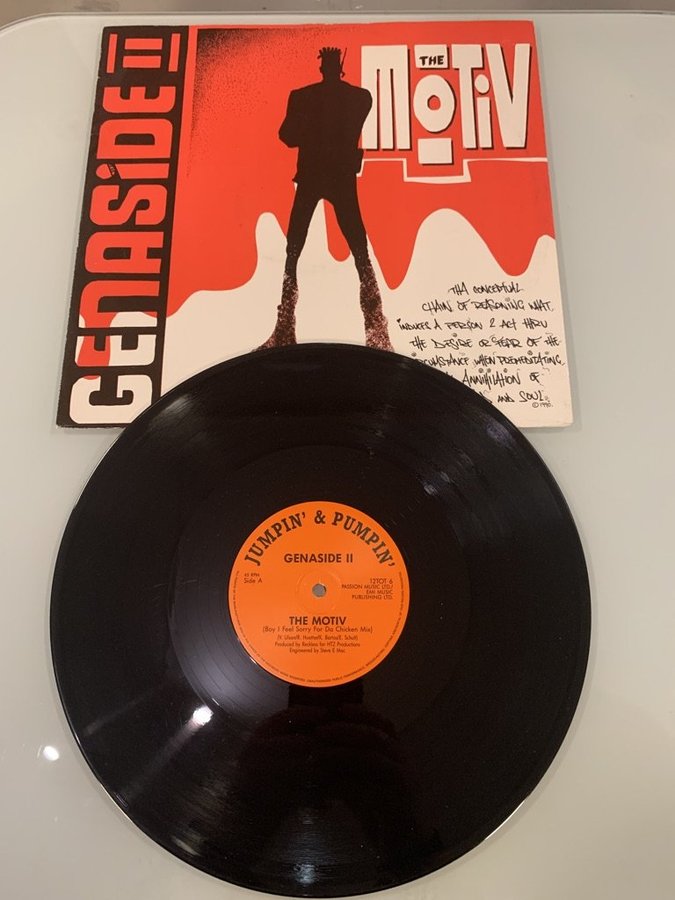 GENASIDE II
THE
MOTIV
THA CONCEPTUAL
CHAIN OF REASONING WHAT
INDUCES A PERSON 2 ACT THRU
THE DESIRE OR FEAR OF THE
CIRCUMSTANCE WHEN PREMEDITATING
ANNIHILATION OF
AND SOUL.
© 1990.
JUMPIN' & PUMPIN'
GENASIDE II
45 RPM
Side A
12TOT 6
PASSION MUSIC LTD./
EMI MUSIC
PUBLISHING LTD.
THE MOTIV
(Boy I Feel Sorry For Da Chicken Mix)
Produced by Reckless for HTZ Productions
Engineered by Steve E Mac